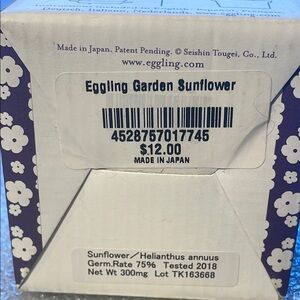 Made in Japan. Patent Pending. © Seishin Tougei, Co., Ltd.
www.eggling.com
Eggling Garden Sunflower
4528757017745
$12.00
MADE IN JAPAN
Sunflower/Helianthus annuus
Germ.Rate 75% Tested 2018
Net Wt 300mg Lot TK163668